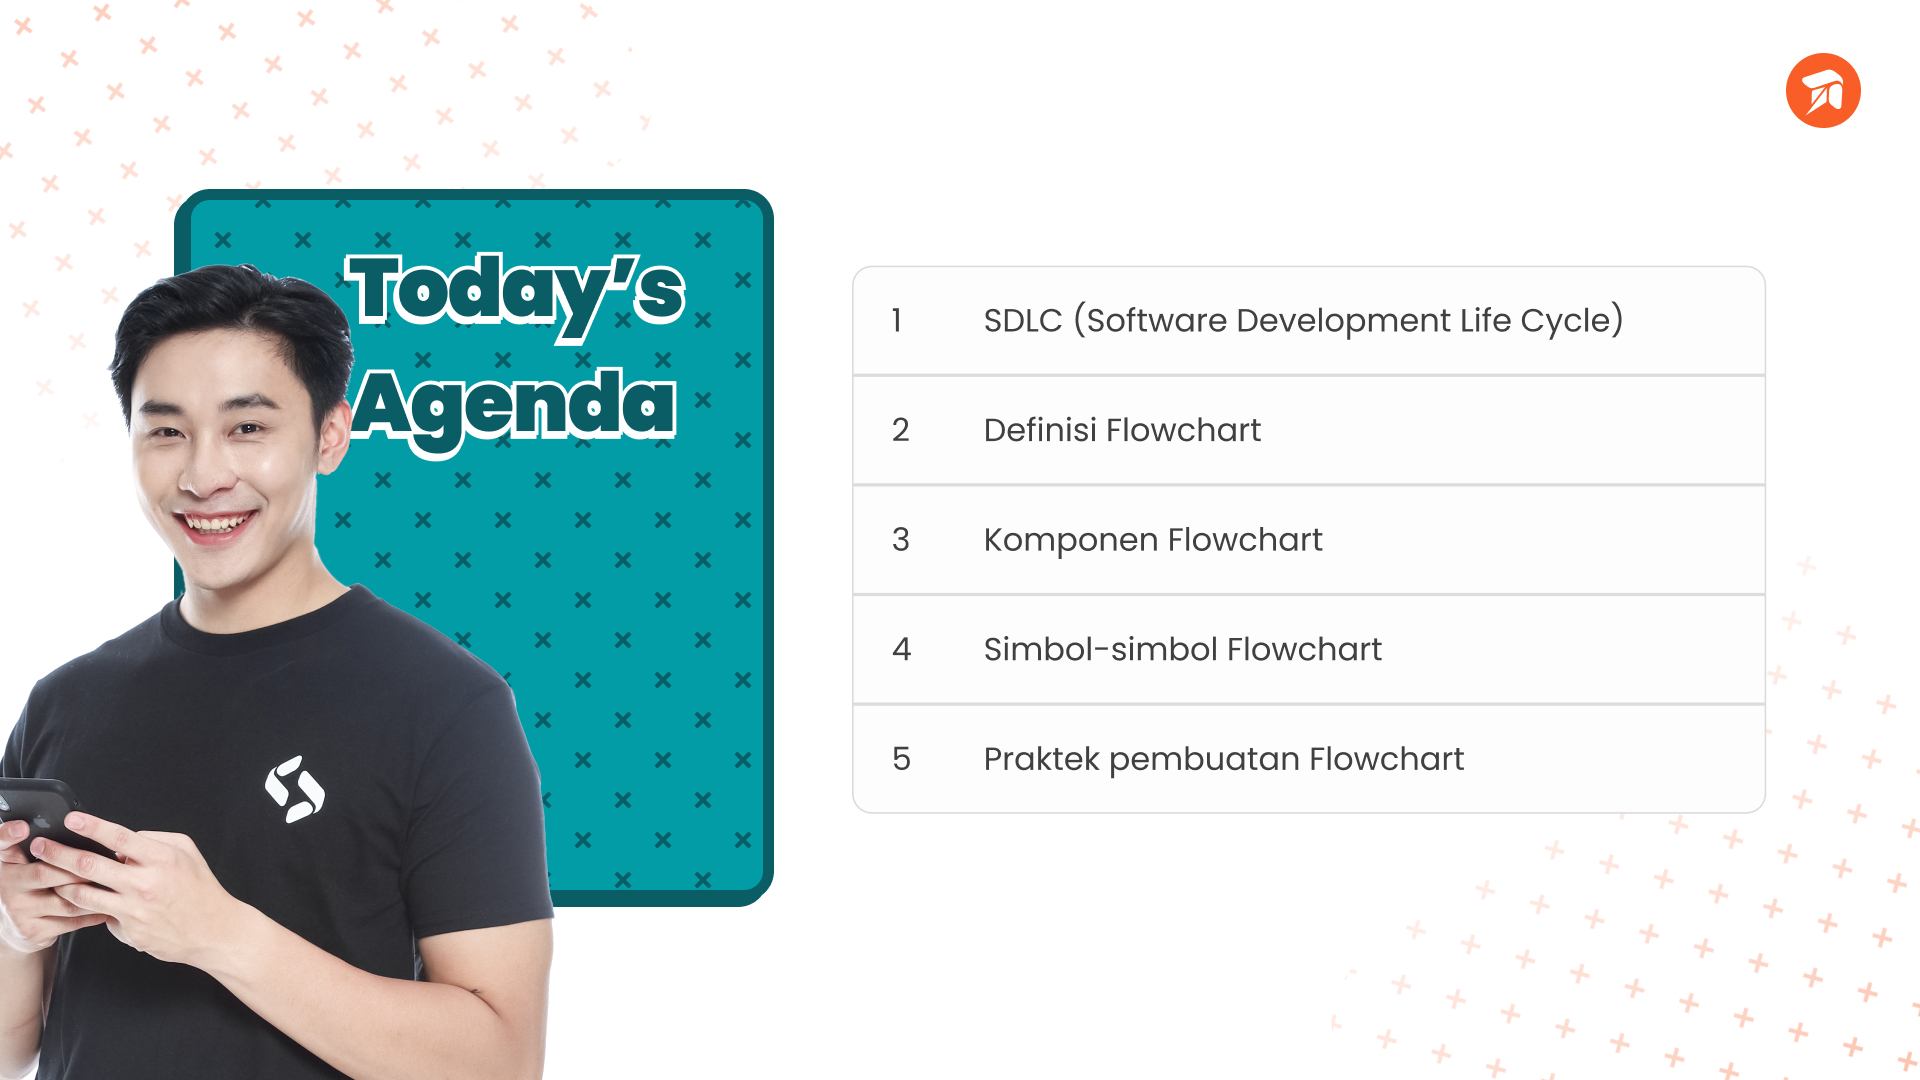 Today’s
Agenda
1 SDLC (Software Development Life Cycle)
2 Definisi Flowchart
3 Komponen Flowchart
4 Simbol-simbol Flowchart
5 Praktek pembuatan Flowchart